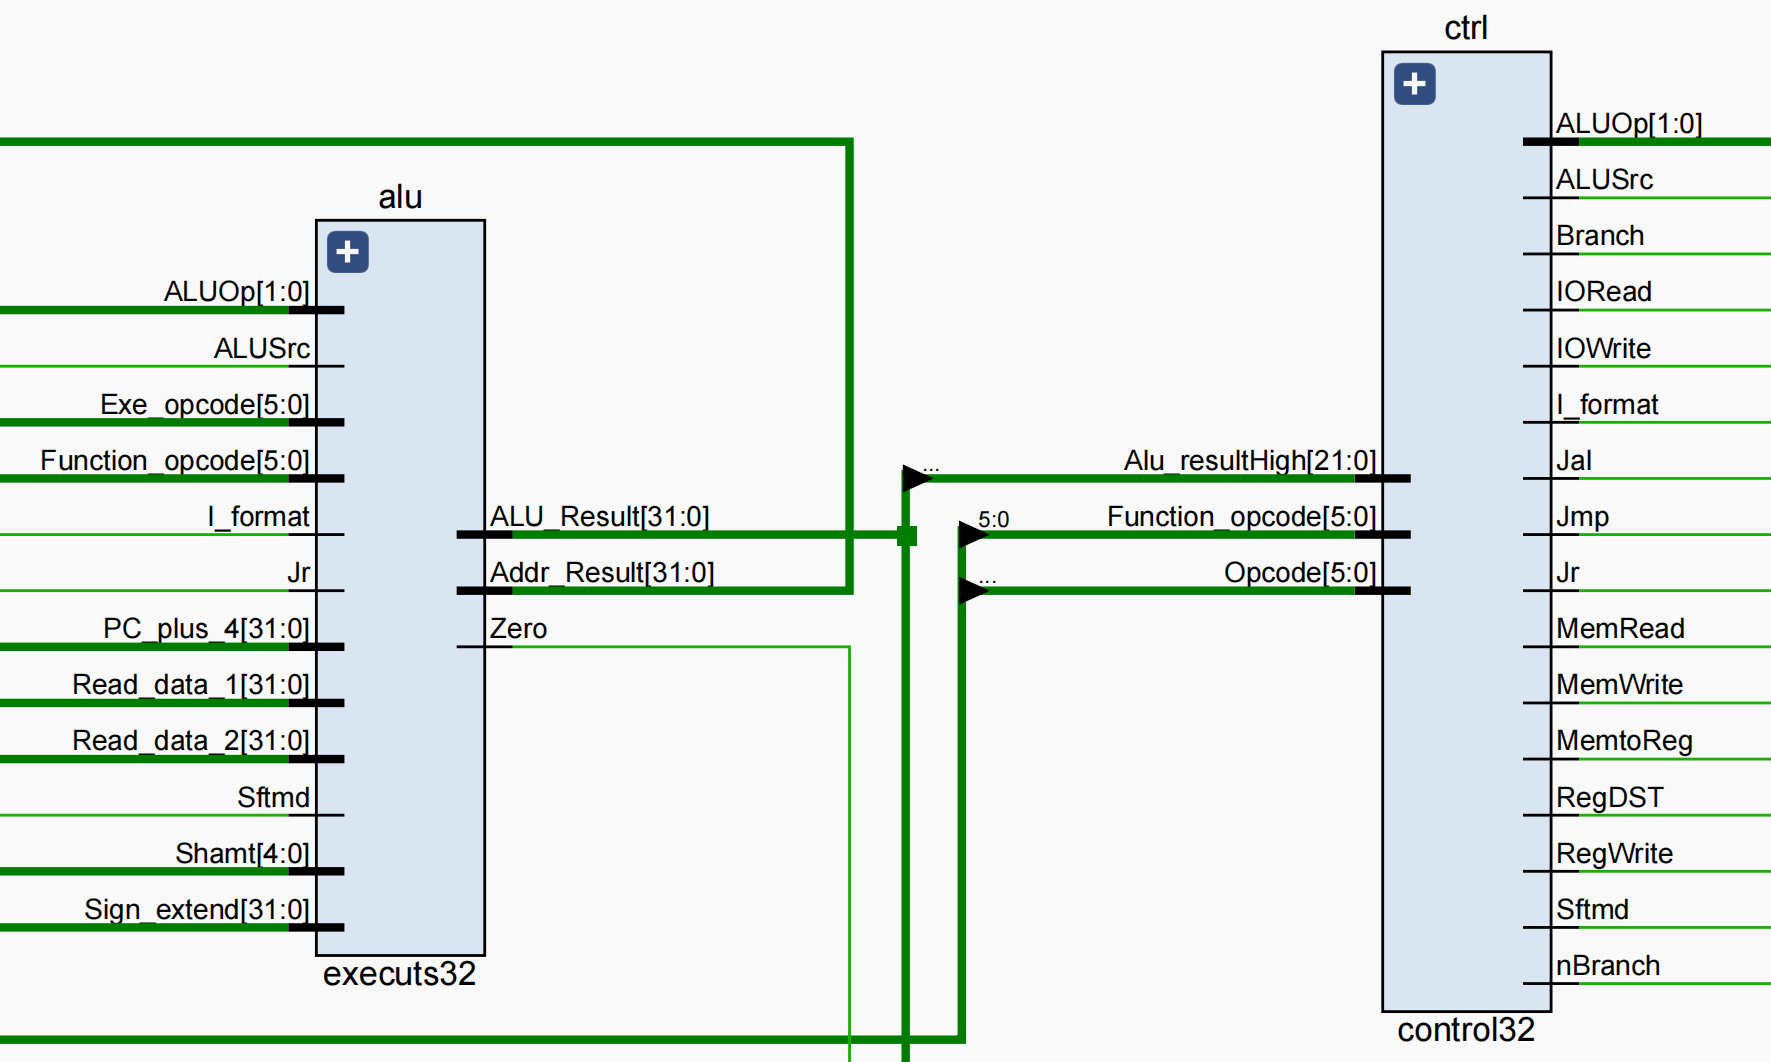 ctrl
ALUOp[1:0]
ALUSrc
Branch
IORead
IOWrite
I_format
Jal
Jmp
Jr
MemRead
MemWrite
MemtoReg
RegDST
RegWrite
Sftmd
nBranch
Alu_resultHigh[21:0]
Function_opcode[5:0]
Opcode[5:0]
control32
...
5:0
...
alu
ALUOp[1:0]
ALUSrc
Exe_opcode[5:0]
Function_opcode[5:0]
I_format
Jr
PC_plus_4[31:0]
Read_data_1[31:0]
Read_data_2[31:0]
Sftmd
Shamt[4:0]
Sign_extend[31:0]
ALU_Result[31:0]
Addr_Result[31:0]
Zero
executs32